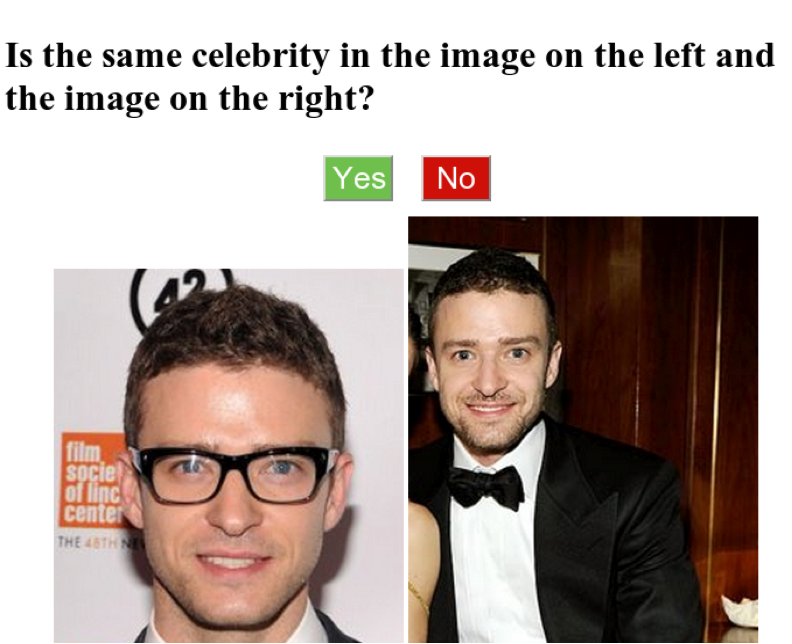 Is the same celebrity in the image on the left and
the image on the right?
Yes No
42
film
socie
of linc
center
THE 48TH NE